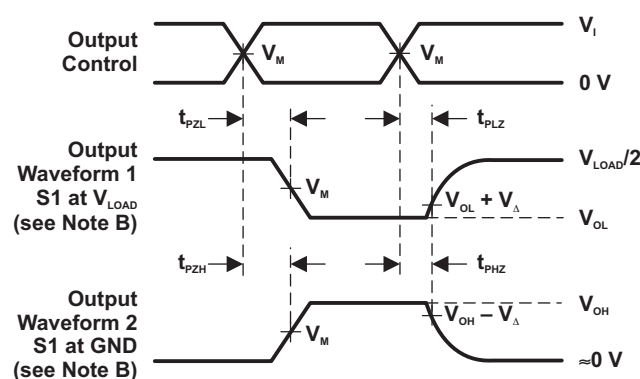 Output
Control
V_M
V_M
V_I
0 V
t_PZL
t_PLZ
Output
Waveform 1
S1 at V_LOAD
(see Note B)
V_M
V_OL + V_Δ
V_LOAD/2
V_OL
t_PZH
t_PHZ
Output
Waveform 2
S1 at GND
(see Note B)
V_M
V_OH – V_Δ
V_OH
≈0 V